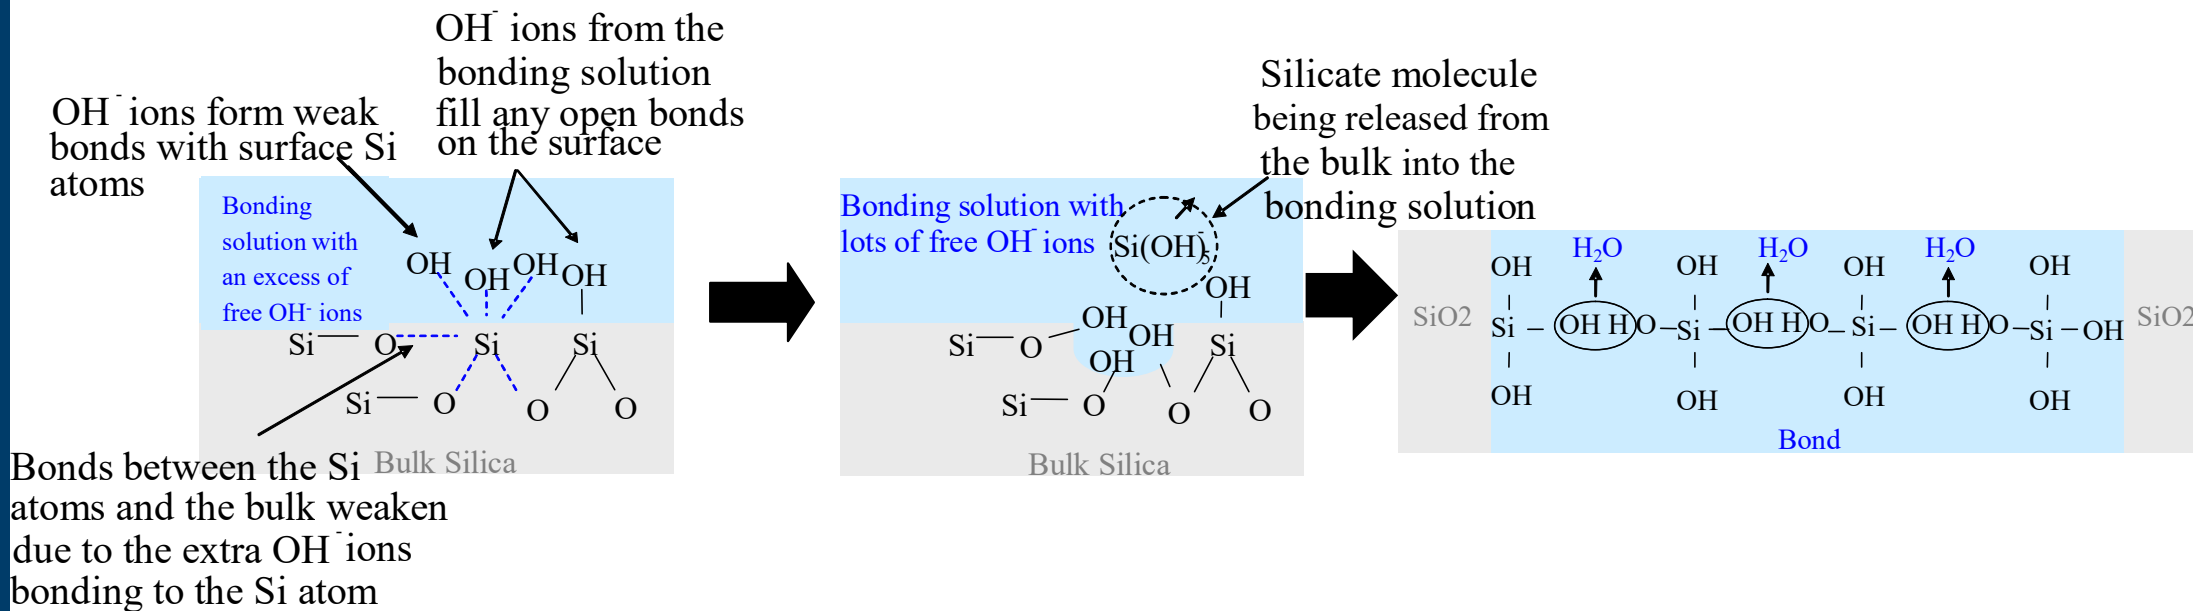 OH⁻ ions form weak
bonds with surface Si
atoms
OH⁻ ions from the
bonding solution
fill any open bonds
on the surface
Bonding
solution with
an excess of
free OH⁻ ions
OH OH OH OH
Si O Si Si
Si O O O
Bulk Silica
Bonds between the Si
atoms and the bulk weaken
due to the extra OH⁻ ions
bonding to the Si atom
Silicate molecule
being released from
the bulk into the
bonding solution
Bonding solution with
lots of free OH⁻ ions
Si(OH)₅⁻
OH
OH
OH
OH
Si O Si
Si O O O
Bulk Silica
H₂O H₂O H₂O
OH OH OH OH
SiO2 Si OH H O Si OH H O Si OH H O Si OH SiO2
OH OH OH OH
Bond